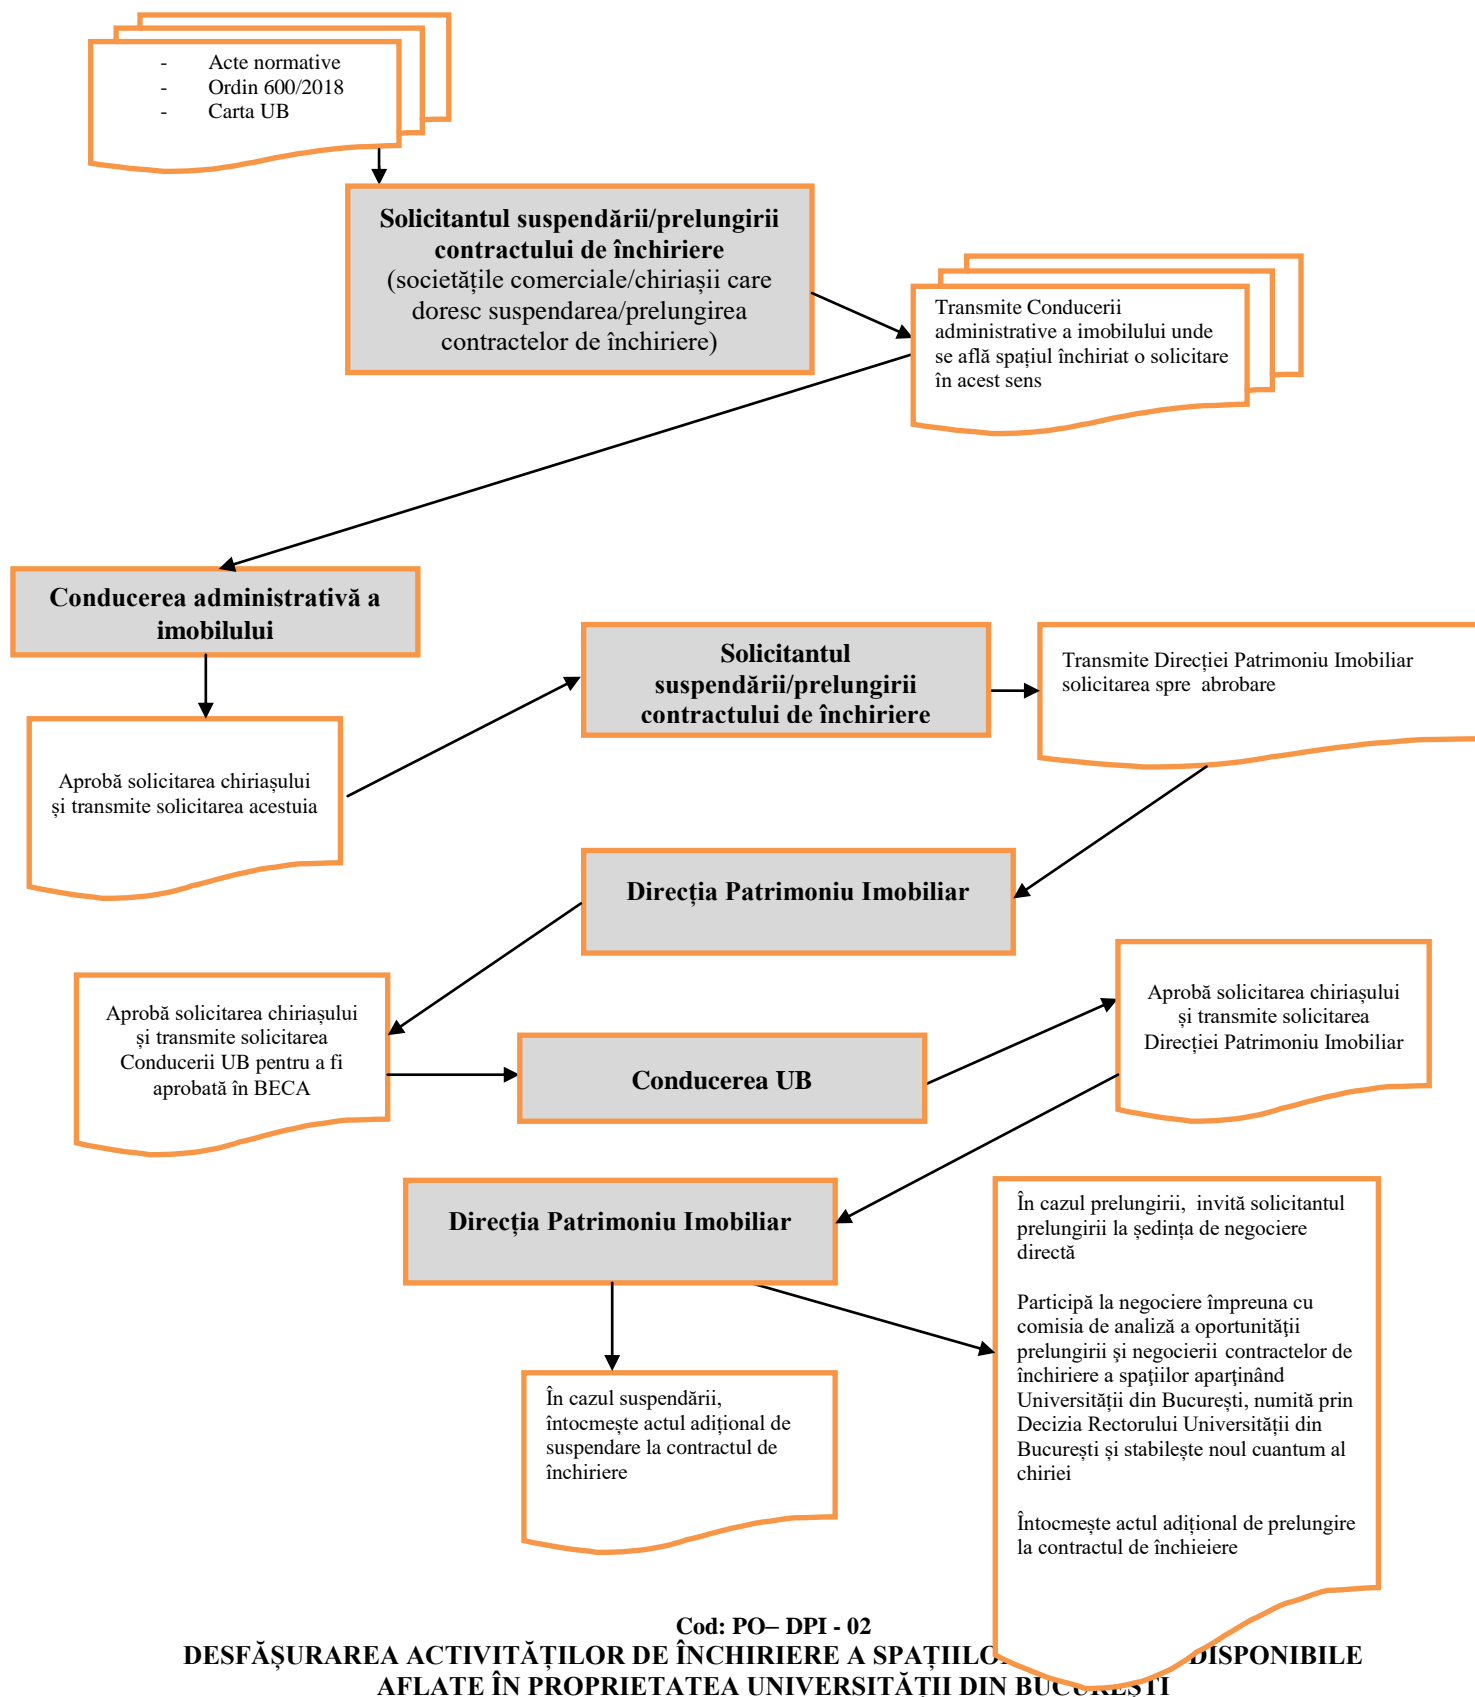 - Acte normative
- Ordin 600/2018
- Carta UB
Solicitantul suspendării/prelungirii
contractului de închiriere
(societățile comerciale/chiriașii care
doresc suspendarea/prelungirea
contractelor de închiriere)
Transmite Conducerii
administrative a imobilului unde
se află spațiul închiriat o solicitare
în acest sens
Conducerea administrativă a
imobilului
Solicitantul
suspendării/prelungirii
contractului de închiriere
Transmite Direcției Patrimoniu Imobiliar
solicitarea spre abrobare
Aprobă solicitarea chiriașului
și transmite solicitarea acestuia
Direcția Patrimoniu Imobiliar
Aprobă solicitarea chiriașului
și transmite solicitarea
Conducerii UB pentru a fi
aprobată în BECA
Conducerea UB
Aprobă solicitarea chiriașului
și transmite solicitarea
Direcției Patrimoniu Imobiliar
Direcția Patrimoniu Imobiliar
În cazul prelungirii, invită solicitantul
prelungirii la ședința de negociere
directă
Participă la negociere împreuna cu
comisia de analiză a oportunităţii
prelungirii şi negocierii contractelor de
închiriere a spaţiilor aparţinând
Universității din București, numită prin
Decizia Rectorului Universității din
București și stabilește noul cuantum al
chiriei
Întocmește actul adițional de prelungire
la contractul de închieiere
În cazul suspendării,
întocmește actul adițional de
suspendare la contractul de
închiriere
Cod: PO– DPI - 02
DESFĂȘURAREA ACTIVITĂȚILOR DE ÎNCHIRIERE A DISPONIBILE
AFLATE ÎN PROPRIETATEA UNIVERSITĂȚII DIN BUCUREȘTI